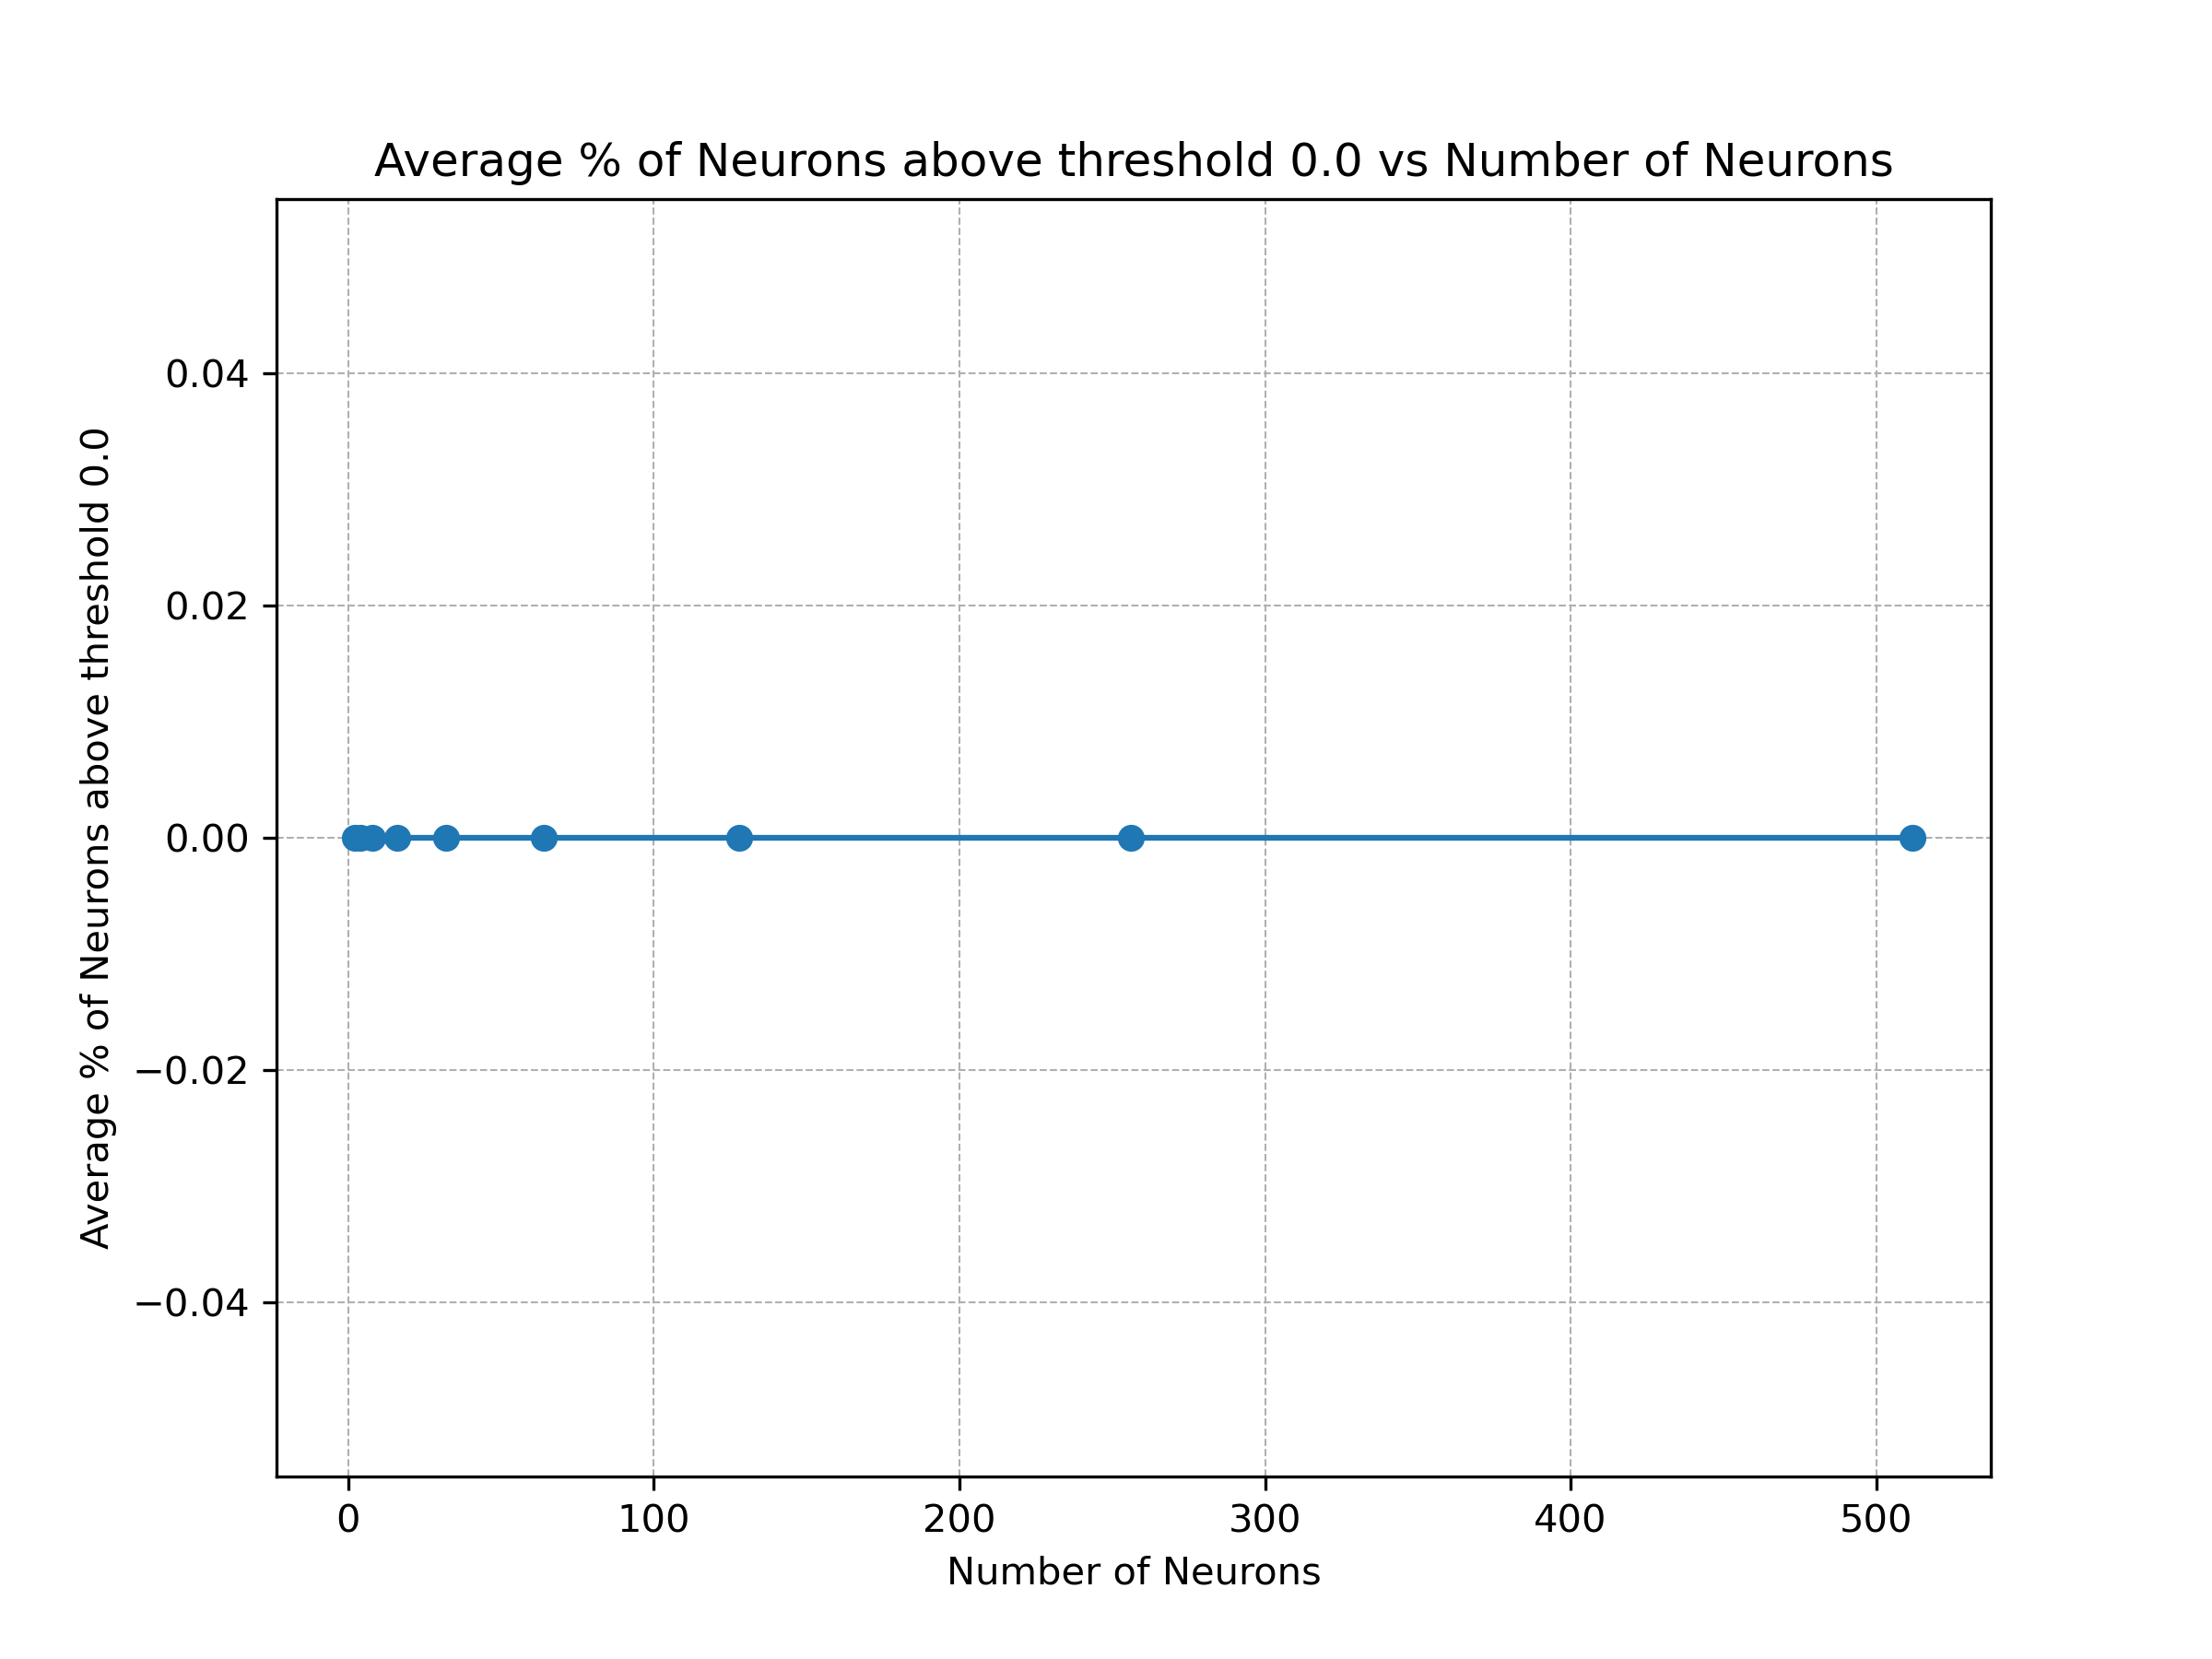 Average % of Neurons above threshold 0.0 vs Number of Neurons
Average % of Neurons above threshold 0.0
0.04
0.02
0.00
−0.02
−0.04
0 100 200 300 400 500
Number of Neurons